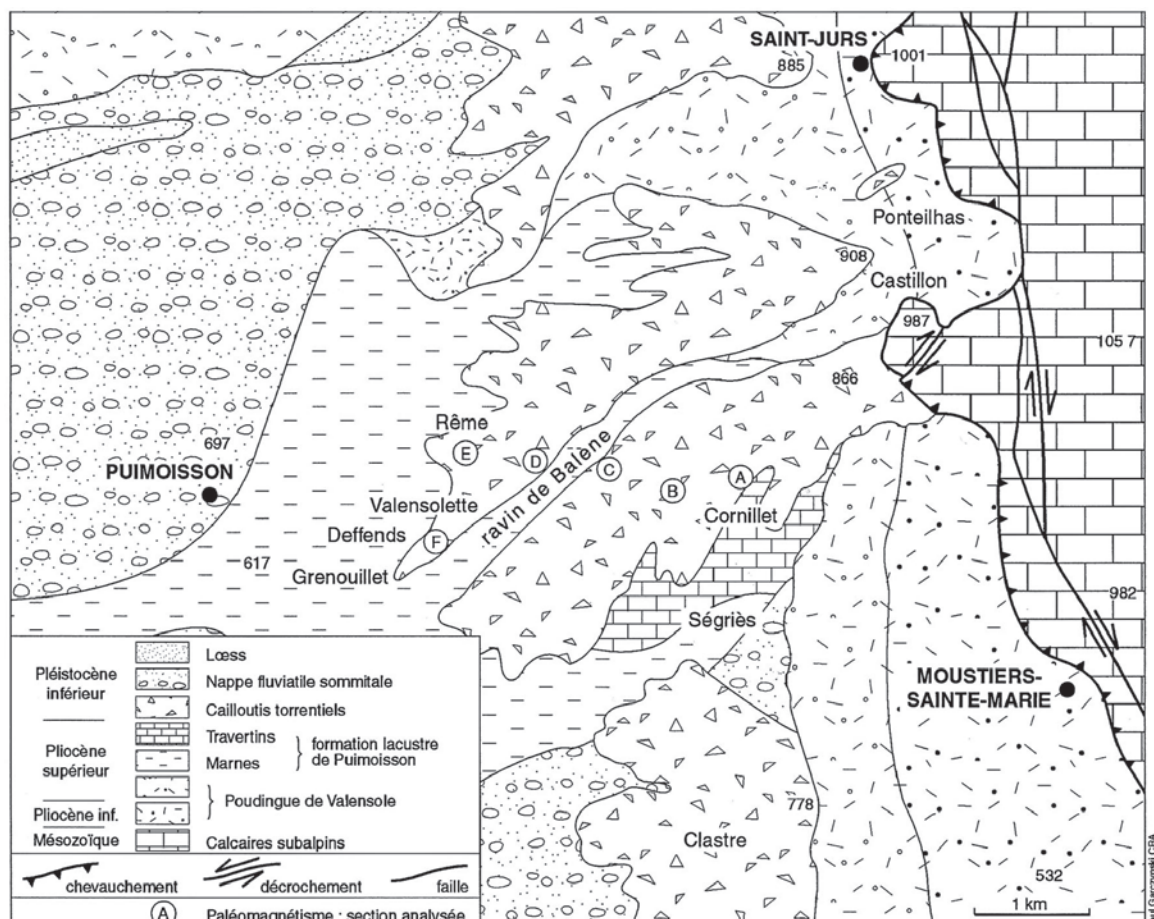 SAINT-JURS
1001
885
Ponteilhas
908
Castillon
987
1057
866
Rême
697
PUIMOISSON
E
D
C
A
B
ravin de Balène
Cornillet
Valensolette
Deffends
F
Grenouillet
617
982
Ségriès
MOUSTIERS-
SAINTE-MARIE
778
Clastre
532
1 km
Pléistocène
inférieur
Pliocène
supérieur
Pliocène inf.
Mésozoïque
Lœss
Nappe fluviatile sommitale
Cailloutis torrentiels
Travertins
Marnes
formation lacustre
de Puimoisson
Poudingue de Valensole
Calcaires subalpins
chevauchement
décrochement
faille
A
Paléomagnétisme : section analysée